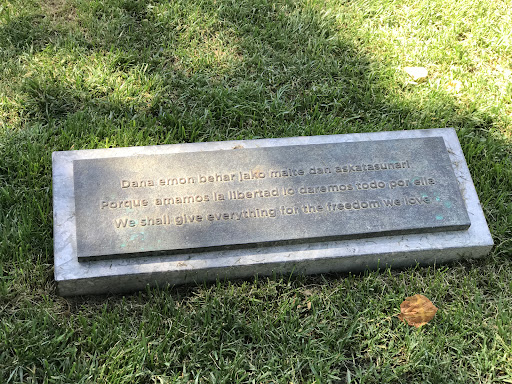 Dana emon behar jako maite dan askatasunari
Porque amamos la libertad lo daremos todo por ella
We shall give everything for the freedom we love